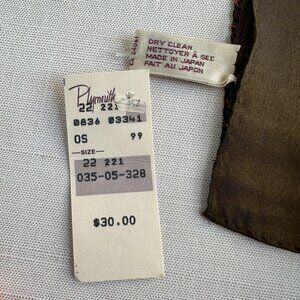 Plymouth
22 221
0836 03341
OS 99
SIZE
22 221
035-05-328
$30.00
DRY CLEAN
NETTOYER À SEC
MADE IN JAPAN
FAIT AU JAPON